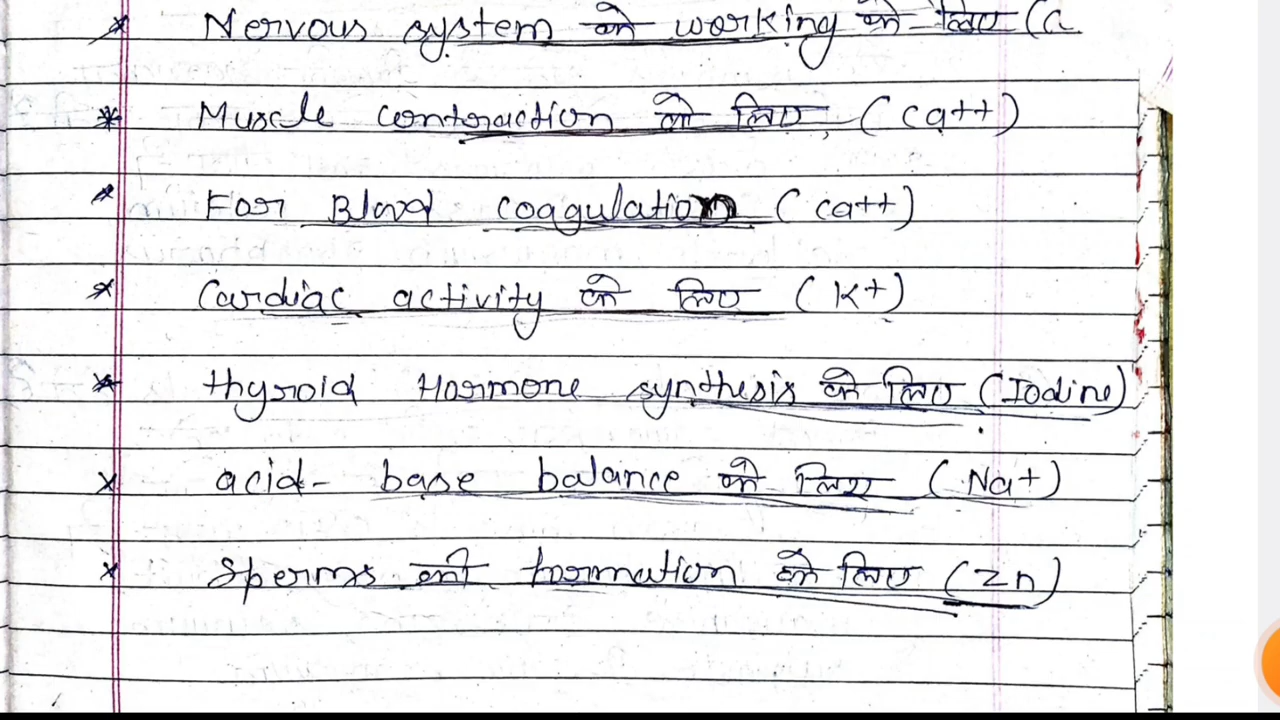 * Nervous system के working के लिए (Ca
* Muscle contraction के लिए (Ca++)
* For Blood coagulation (Ca++)
* Cardiac activity के लिए (K+)
* Thyroid Hormone synthesis के लिए (Iodine)
* acid-base balance के लिए (Na+)
* Sperms की formation के लिए (Zn)